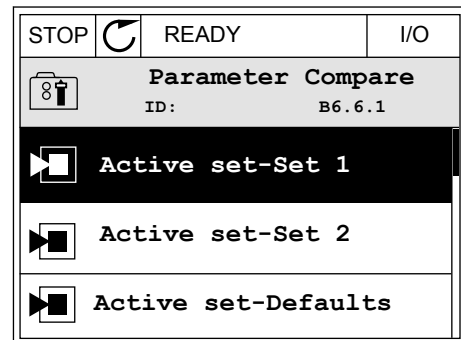 STOP READY I/O
Parameter Compare
ID: B6.6.1
Active set-Set 1
Active set-Set 2
Active set-Defaults